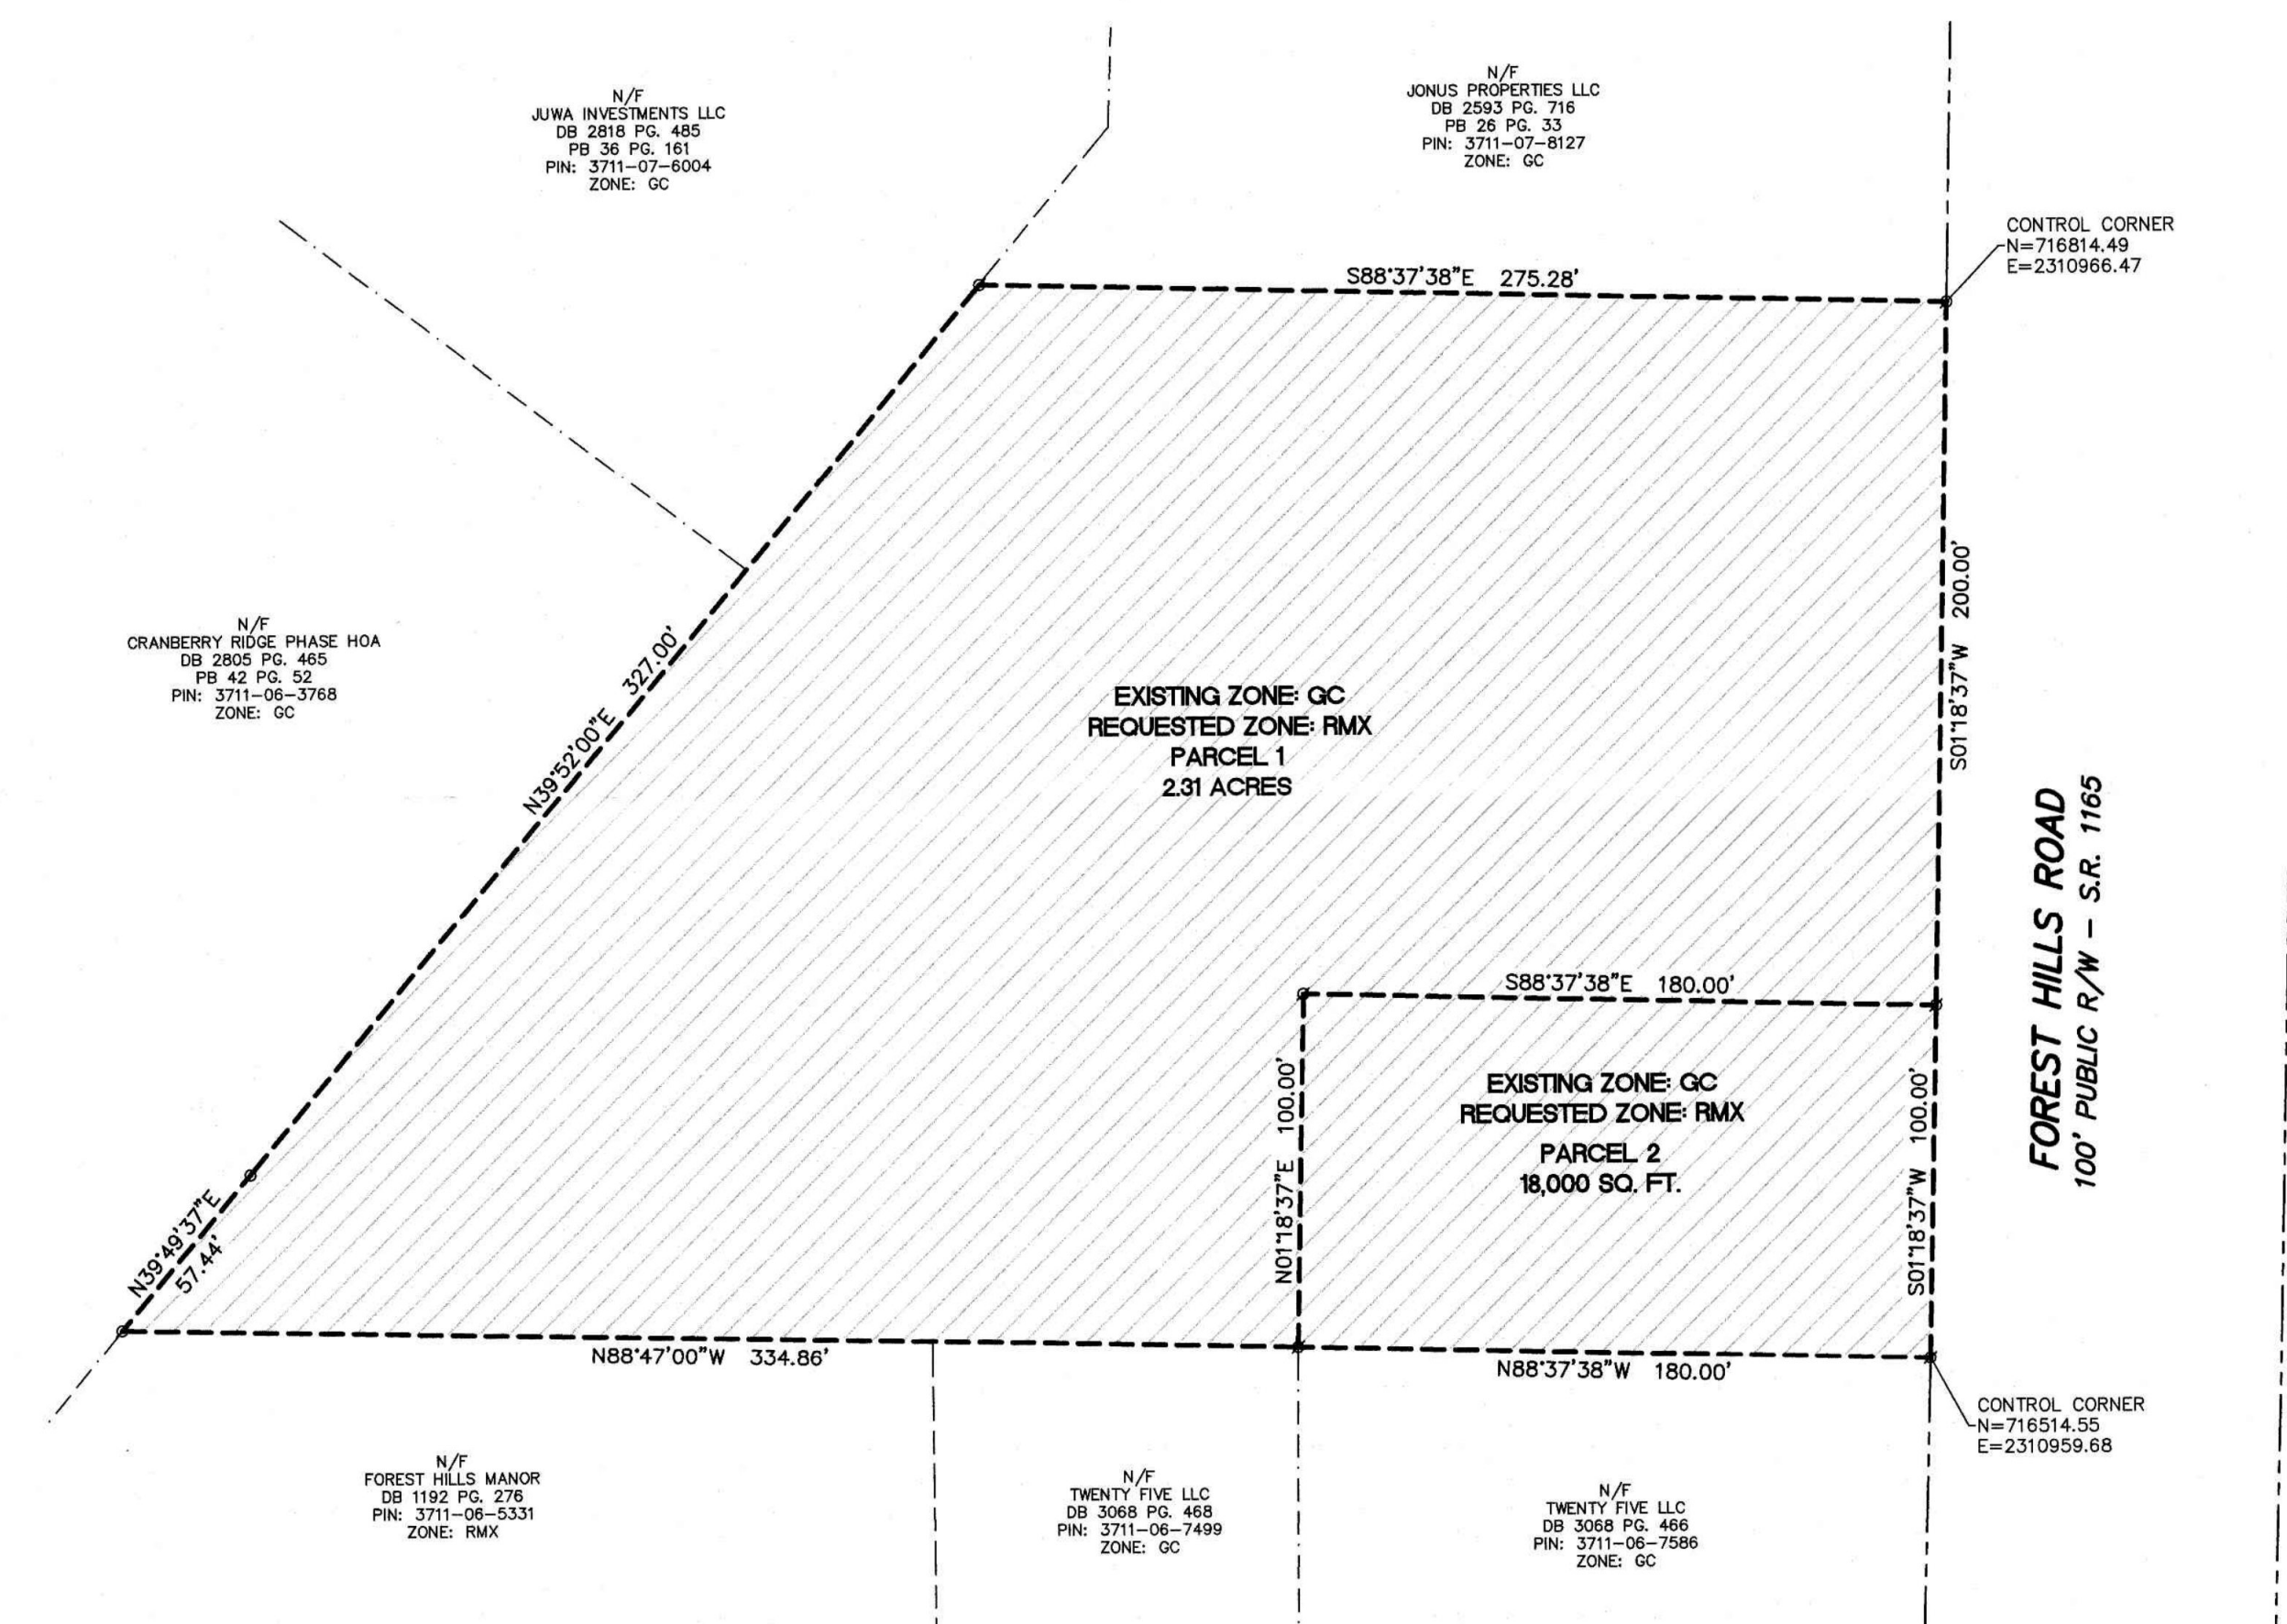 N/F
JUWA INVESTMENTS LLC
DB 2818 PG. 485
PB 36 PG. 161
PIN: 3711-07-6004
ZONE: GC
N/F
JONUS PROPERTIES LLC
DB 2593 PG. 716
PB 26 PG. 33
PIN: 3711-07-8127
ZONE: GC
CONTROL CORNER
N=716814.49
E=2310966.47
S88°37'38"E 275.28'
N/F
CRANBERRY RIDGE PHASE HOA
DB 2805 PG. 465
PB 42 PG. 52
PIN: 3711-06-3768
ZONE: GC
N39°52'00"E 327.00'
EXISTING ZONE: GC
REQUESTED ZONE: RMX
PARCEL 1
2.31 ACRES
S01°18'37"W 200.00'
FOREST HILLS ROAD
100' PUBLIC R/W - S.R. 1165
S88°37'38"E 180.00'
N01°18'37"E 100.00'
EXISTING ZONE: GC
REQUESTED ZONE: RMX
PARCEL 2
18,000 SQ. FT.
S01°18'37"W 100.00'
N39°49'37"E
57.44'
N88°47'00"W 334.86'
N88°37'38"W 180.00'
CONTROL CORNER
N=716514.55
E=2310959.68
N/F
FOREST HILLS MANOR
DB 1192 PG. 276
PIN: 3711-06-5331
ZONE: RMX
N/F
TWENTY FIVE LLC
DB 3068 PG. 468
PIN: 3711-06-7499
ZONE: GC
N/F
TWENTY FIVE LLC
DB 3068 PG. 466
PIN: 3711-06-7586
ZONE: GC